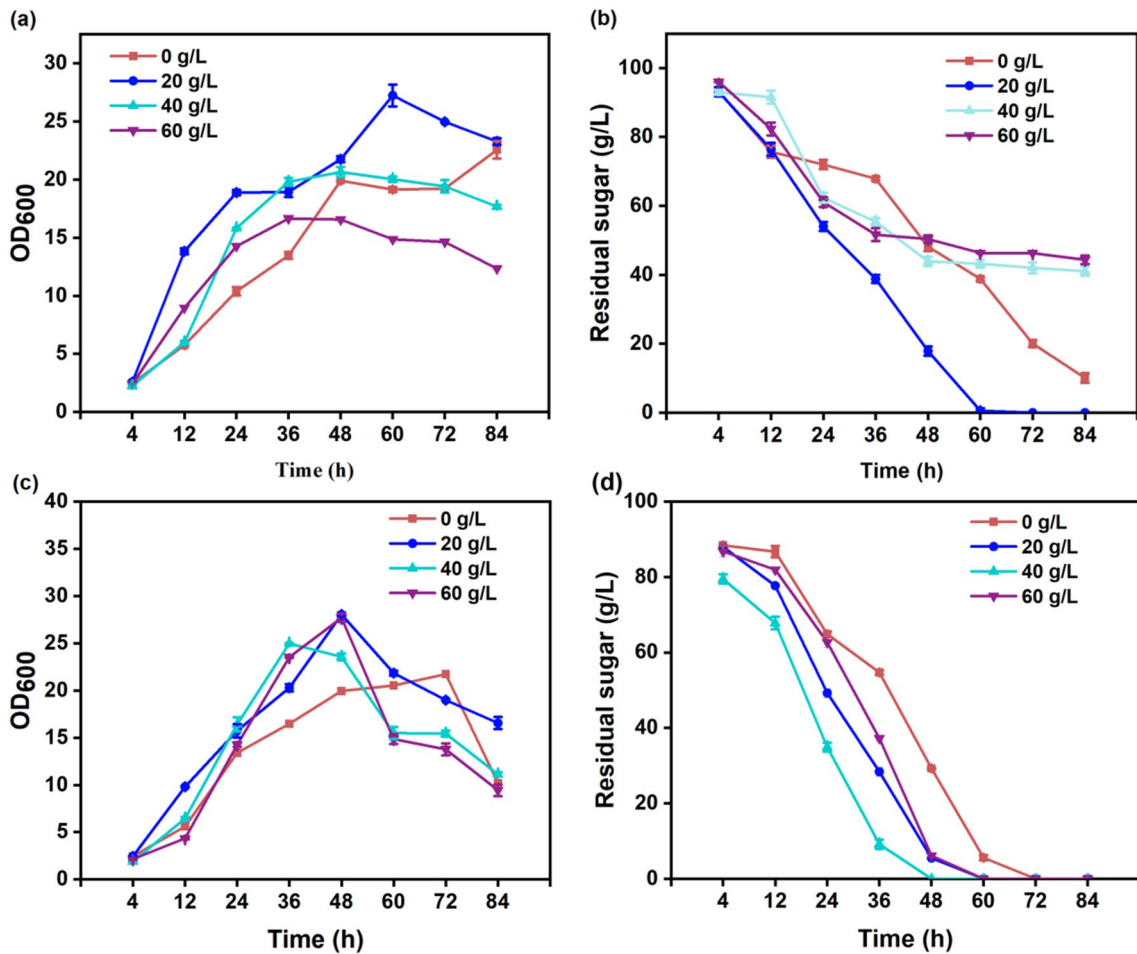 (a)
OD600
30
25
20
15
10
5
0
0 g/L
20 g/L
40 g/L
60 g/L
4 12 24 36 48 60 72 84
Time (h)
(b)
Residual sugar (g/L)
100
80
60
40
20
0
0 g/L
20 g/L
40 g/L
60 g/L
4 12 24 36 48 60 72 84
Time (h)
(c)
OD600
40
35
30
25
20
15
10
5
0
0 g/L
20 g/L
40 g/L
60 g/L
4 12 24 36 48 60 72 84
Time (h)
(d)
Residual sugar (g/L)
100
80
60
40
20
0
0 g/L
20 g/L
40 g/L
60 g/L
4 12 24 36 48 60 72 84
Time (h)